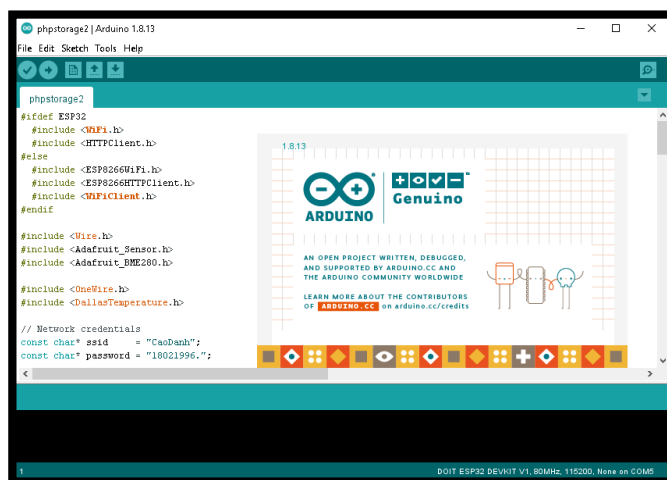 phpstorage2 | Arduino 1.8.13
File Edit Sketch Tools Help
phpstorage2
#ifdef ESP32
#include <WiFi.h>
#include <HTTPClient.h>
#else
#include <ESP8266WiFi.h>
#include <ESP8266HTTPClient.h>
#include <WiFiClient.h>
#endif
#include <Wire.h>
#include <Adafruit_Sensor.h>
#include <Adafruit_BME280.h>
#include <OneWire.h>
#include <DallasTemperature.h>
// Network credentials
const char* ssid     = "CaoDanh";
const char* password = "18021996.";
1.8.13
ARDUINO
Genuino
AN OPEN PROJECT WRITTEN, DEBUGGED,
AND SUPPORTED BY ARDUINO.CC AND
THE ARDUINO COMMUNITY WORLDWIDE
LEARN MORE ABOUT THE CONTRIBUTORS
OF ARDUINO.CC on arduino.cc/credits
1
DOIT ESP32 DEVKIT V1, 80MHz, 115200, None on COM5